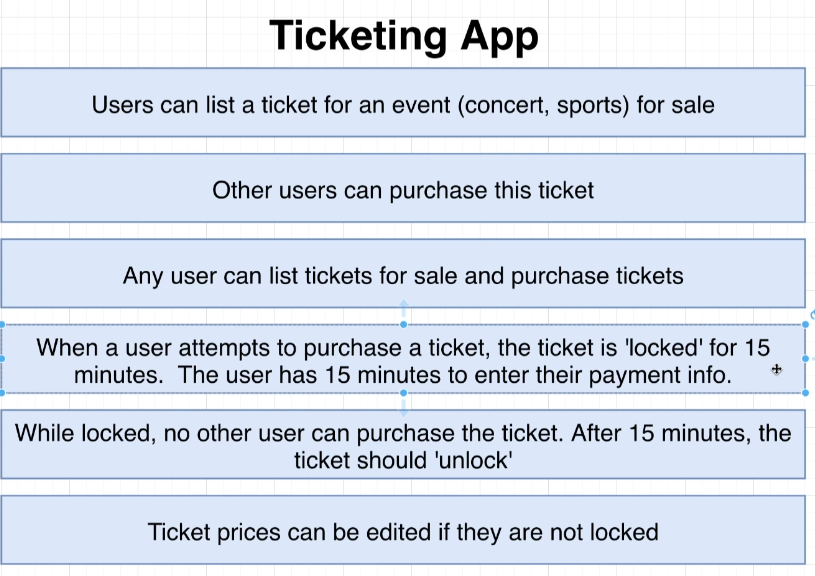 Ticketing App
Users can list a ticket for an event (concert, sports) for sale
Other users can purchase this ticket
Any user can list tickets for sale and purchase tickets
When a user attempts to purchase a ticket, the ticket is 'locked' for 15
minutes.  The user has 15 minutes to enter their payment info.
While locked, no other user can purchase the ticket. After 15 minutes, the
ticket should 'unlock'
Ticket prices can be edited if they are not locked